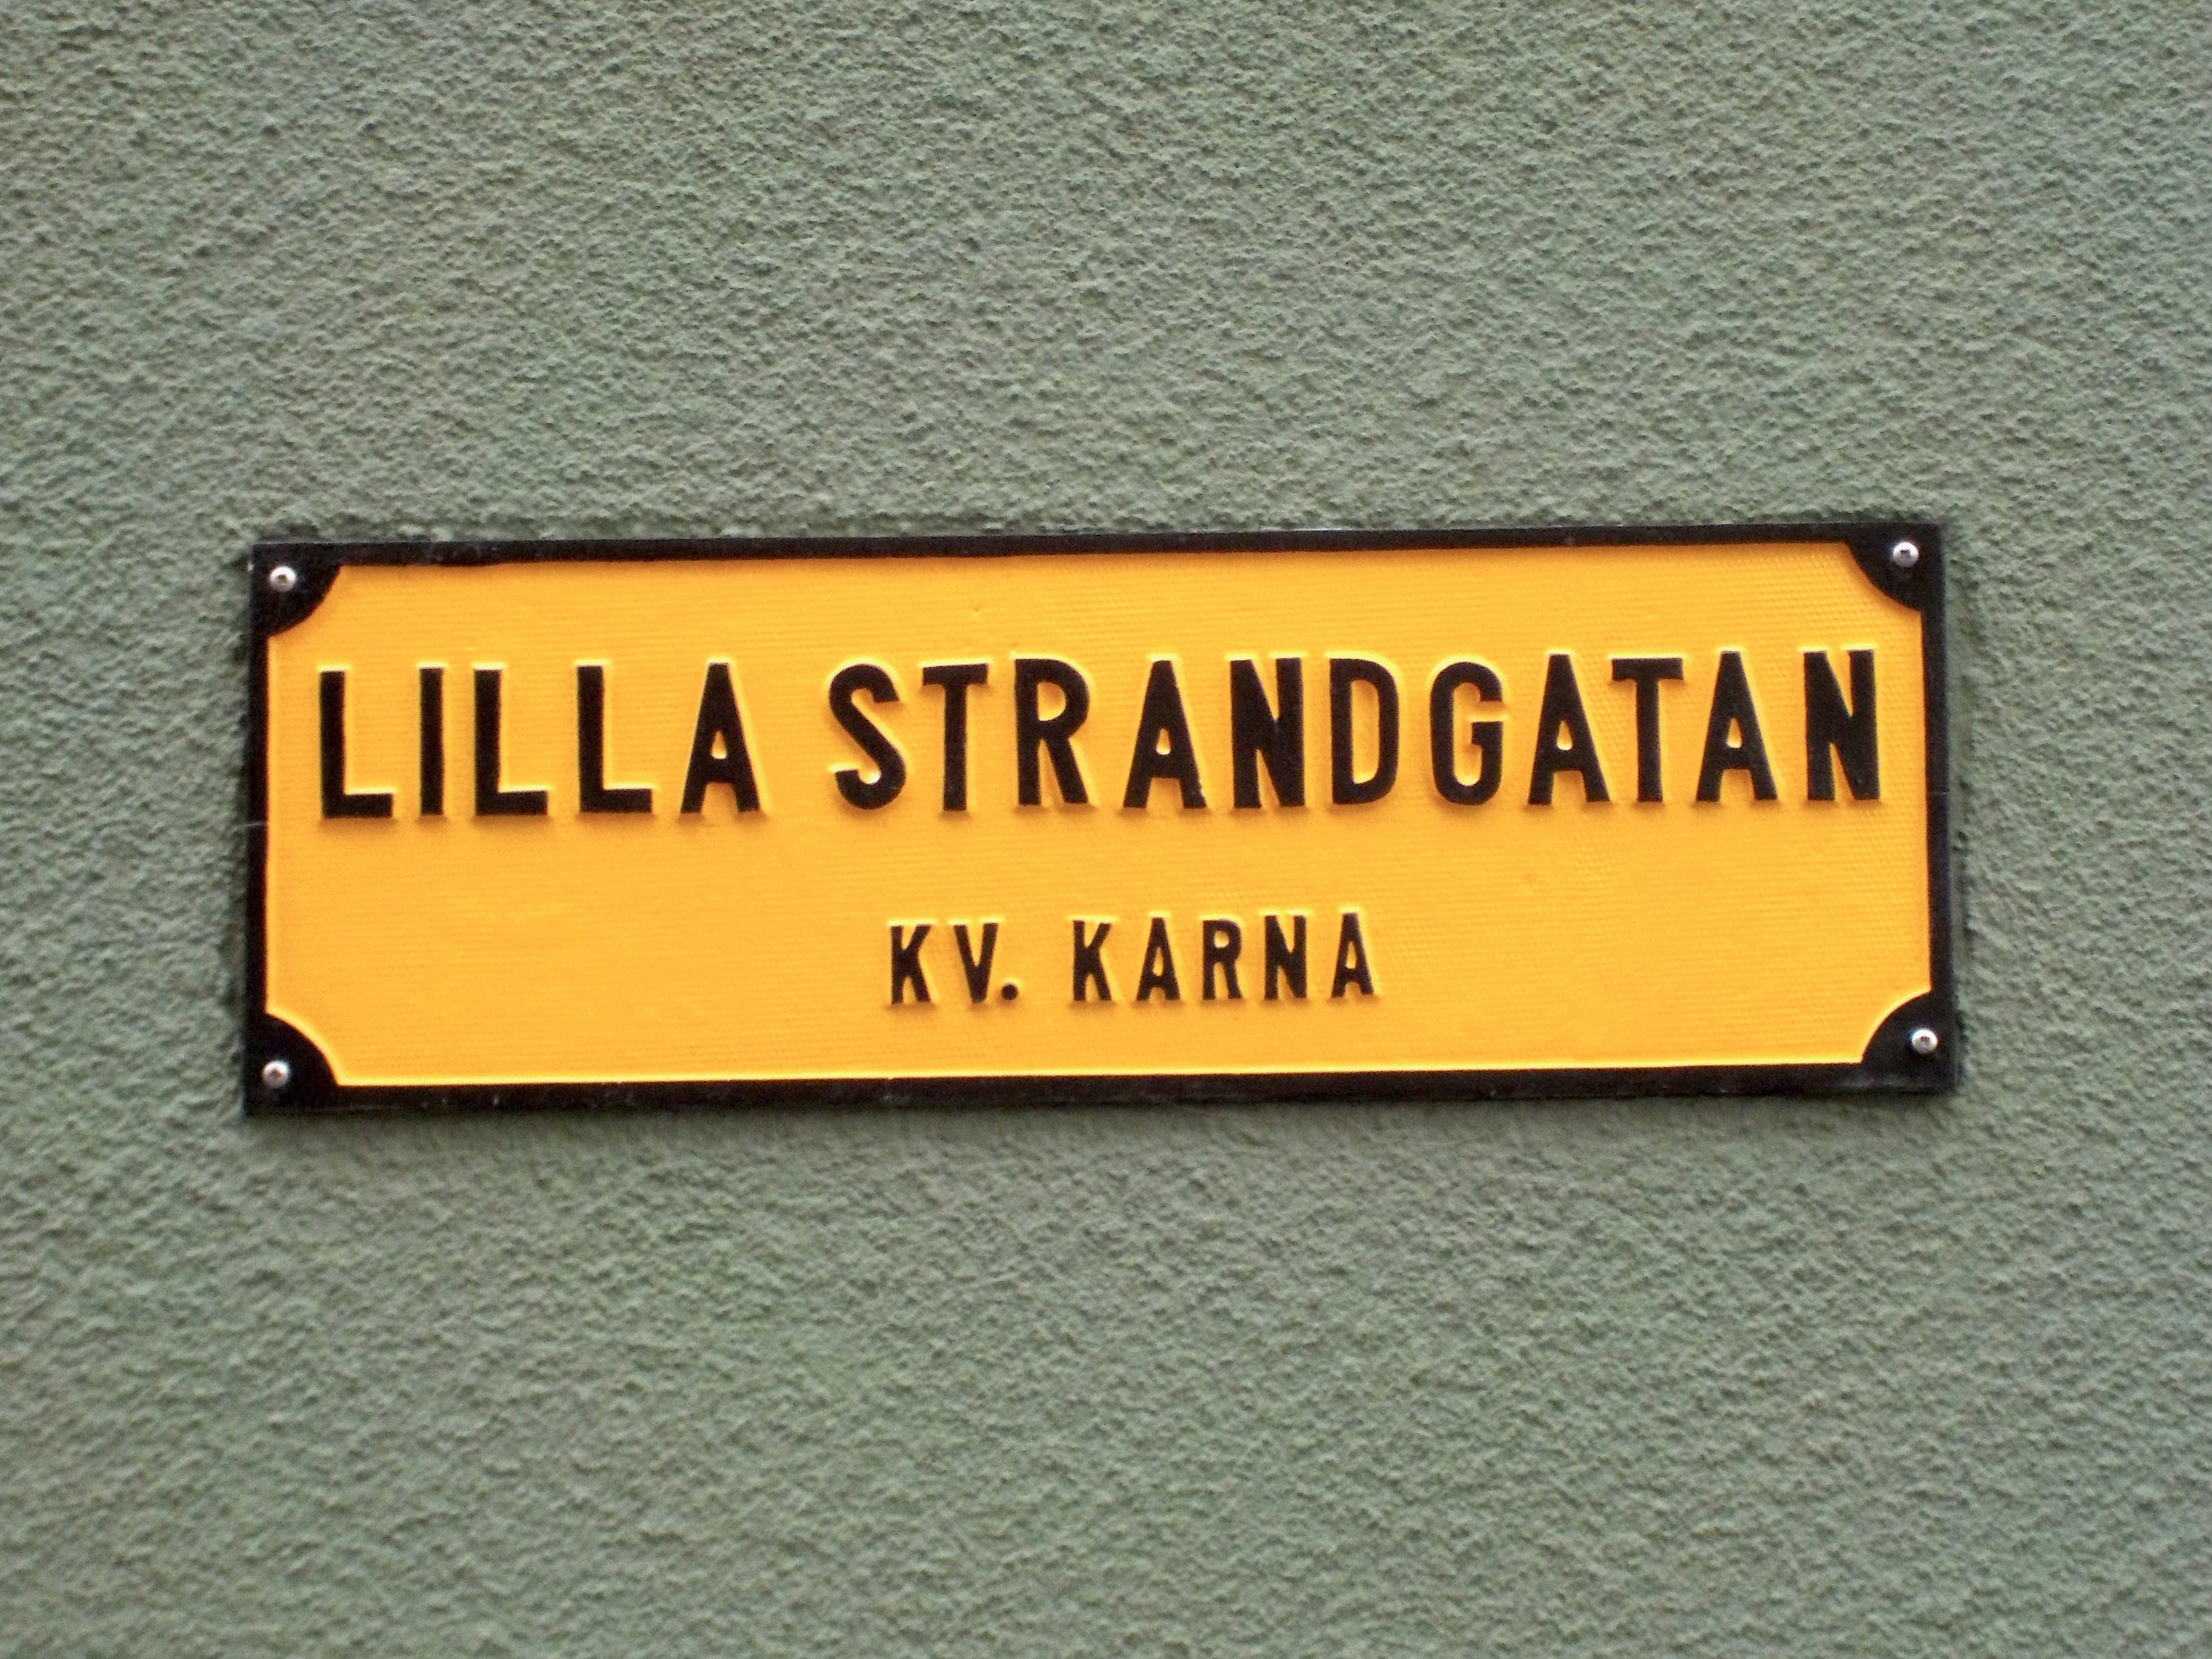 LILLA STRANDGATAN
KV. KARNA